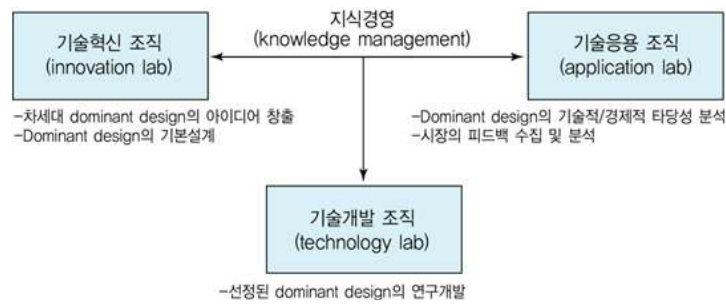 지식경영
(knowledge management)
기술혁신 조직
(innovation lab)
기술응용 조직
(application lab)
-차세대 dominant design의 아이디어 창출
-Dominant design의 기본설계
-Dominant design의 기술적/경제적 타당성 분석
-시장의 피드백 수집 및 분석
기술개발 조직
(technology lab)
-선정된 dominant design의 연구개발